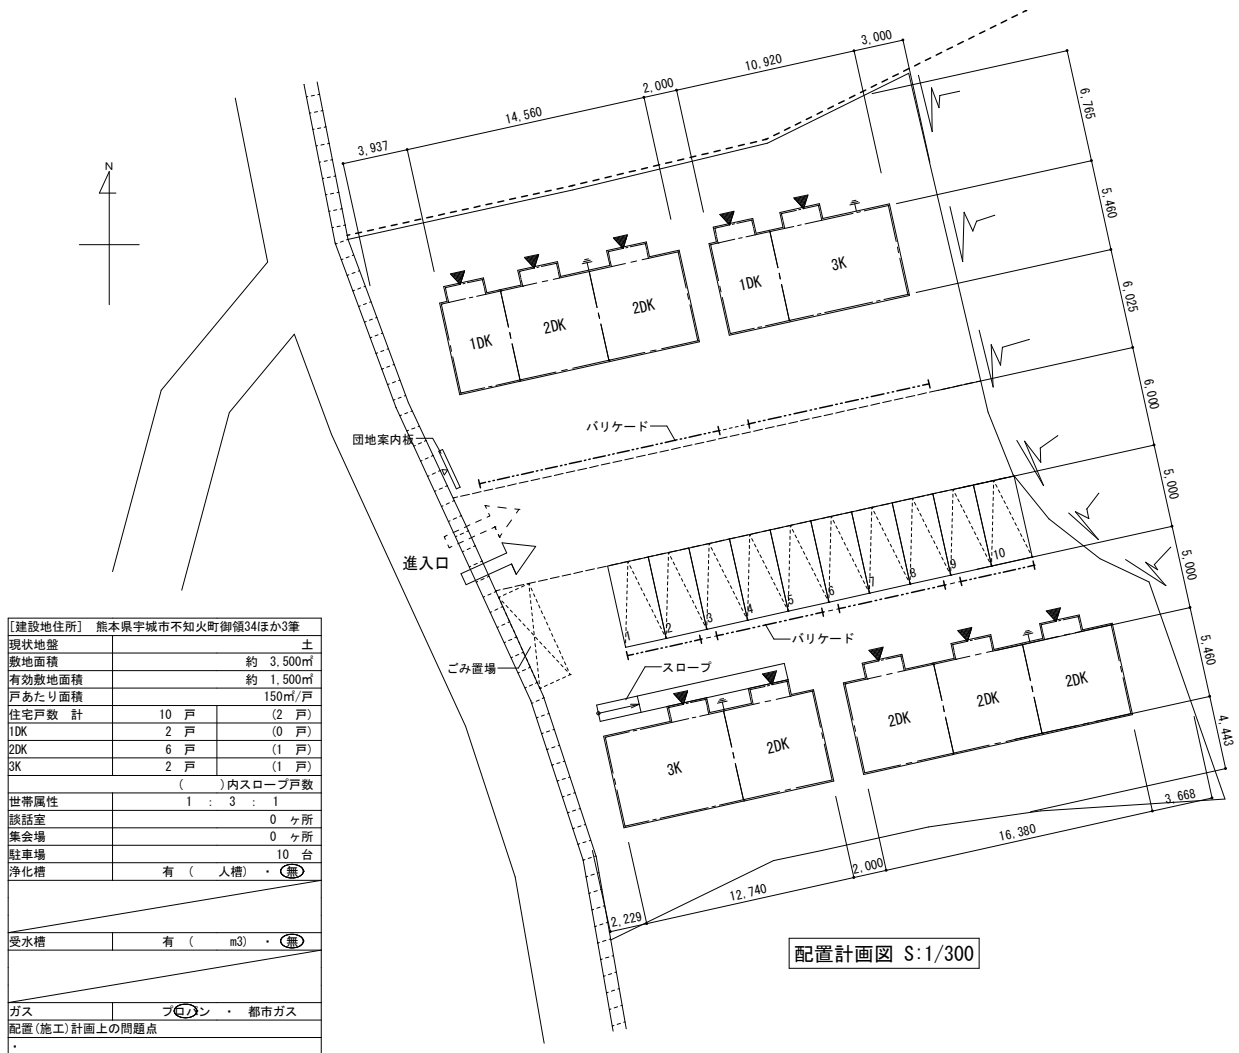 3,000
10,920
2,000
14,560
3,937
6,765
N
5,460
1DK
3K
6,025
1DK
2DK
2DK
6,000
バリケード
団地案内板
5,000
進入口
1
2
3
4
5
6
7
8
9
10
5,000
バリケード
ごみ置場
スロープ
5,460
2DK
2DK
2DK
3K
2DK
4,443
3,668
16,380
2,000
12,740
2,229
配置計画図 S:1/300
[建設地住所] 熊本県宇城市不知火町御領34ほか3筆
現状地盤 土
敷地面積 約 3,500㎡
有効敷地面積 約 1,500㎡
戸あたり面積 150㎡/戸
住宅戸数 計 10 戸 (2 戸)
1DK 2 戸 (0 戸)
2DK 6 戸 (1 戸)
3K 2 戸 (1 戸)
( )内スロープ戸数
世帯属性 1 : 3 : 1
談話室 0 ヶ所
集会場 0 ヶ所
駐車場 10 台
浄化槽 有 ( 人槽) ・ 無
受水槽 有 ( m3) ・ 無
ガス プロパン ・ 都市ガス
配置(施工)計画上の問題点
・